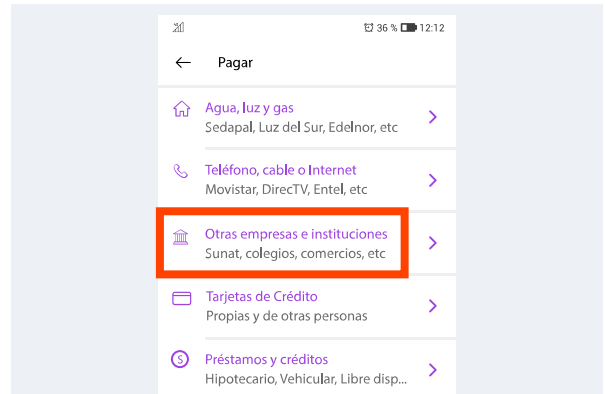 36 % 12:12
Pagar
Agua, luz y gas
Sedapal, Luz del Sur, Edelnor, etc
Teléfono, cable o Internet
Movistar, DirecTV, Entel, etc
Otras empresas e instituciones
Sunat, colegios, comercios, etc
Tarjetas de Crédito
Propias y de otras personas
Préstamos y créditos
Hipotecario, Vehicular, Libre disp...